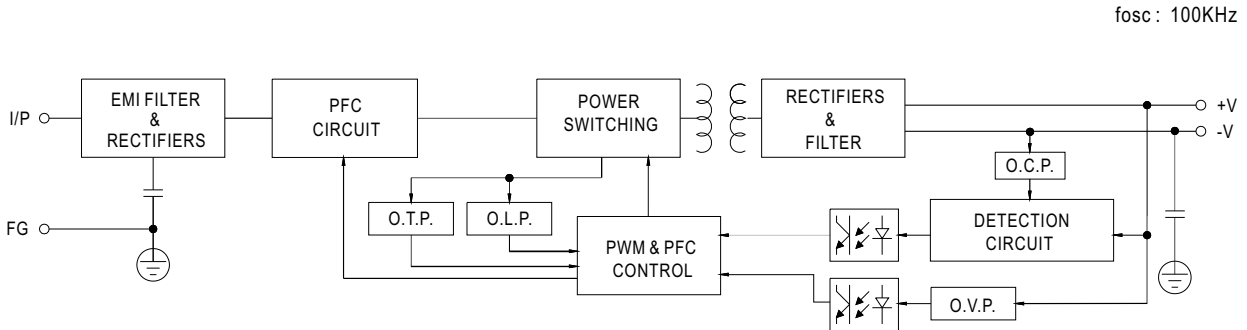 fosc : 100KHz
EMI FILTER
&
RECTIFIERS
PFC
CIRCUIT
POWER
SWITCHING
RECTIFIERS
&
FILTER
I/P
+V
-V
O.C.P.
O.T.P.
O.L.P.
DETECTION
CIRCUIT
FG
PWM & PFC
CONTROL
O.V.P.